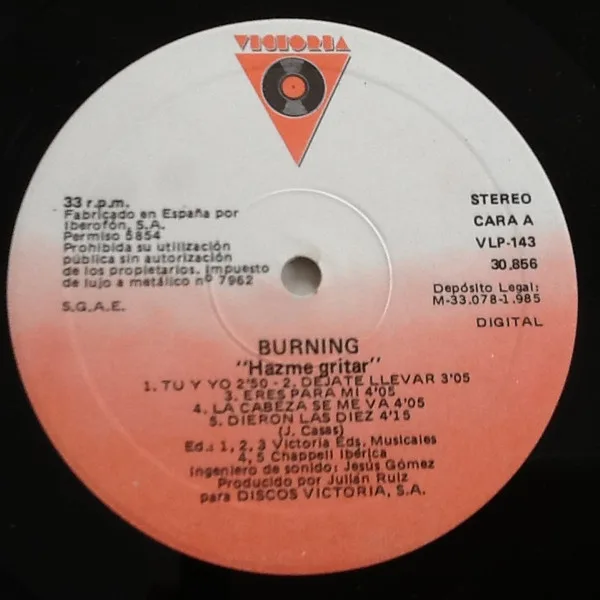 VICTORIA
33 r.p.m.
Fabricado en España por
Iberofón, S.A.
Permiso 5854
Prohibida su utilización
pública sin autorización
de los propietarios. Impuesto
de lujo a metálico nº 7962
S.G.A.E.
STEREO
CARA A
VLP-143
30,856
Depósito Legal:
M-33.078-1.985
DIGITAL
BURNING
"Hazme gritar"
1. TU Y YO 2'50 - 2. DEJATE LLEVAR 3'05
3. ERES PARA MI 4'05
4. LA CABEZA SE ME VA 4'05
5. DIERON LAS DIEZ 4'15
(J. Casas)
Ed.: 1, 2, 3 Victoria Eds. Musicales
4, 5 Chappell Ibérica
Ingeniero de sonido: Jesús Gómez
Producido por Julián Ruiz
para DISCOS VICTORIA, S.A.